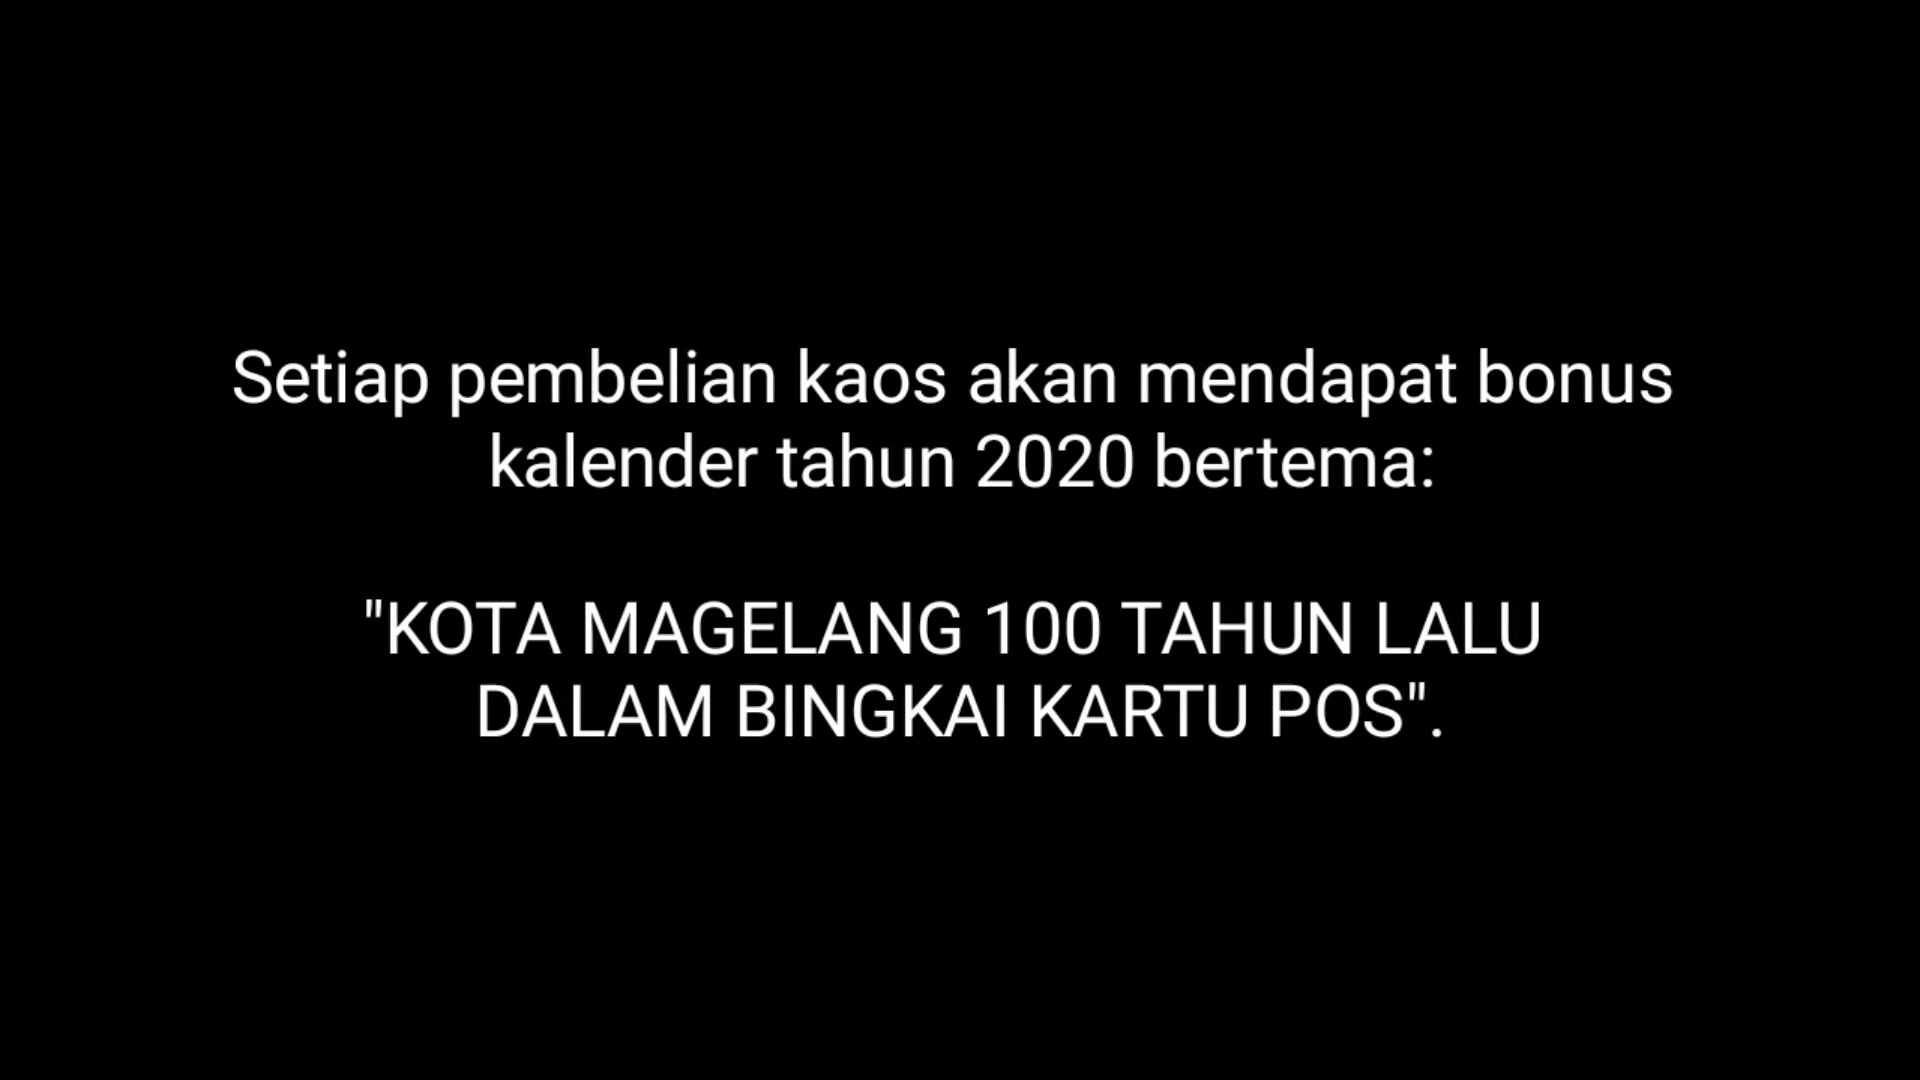 Setiap pembelian kaos akan mendapat bonus
kalender tahun 2020 bertema:
"KOTA MAGELANG 100 TAHUN LALU
DALAM BINGKAI KARTU POS".